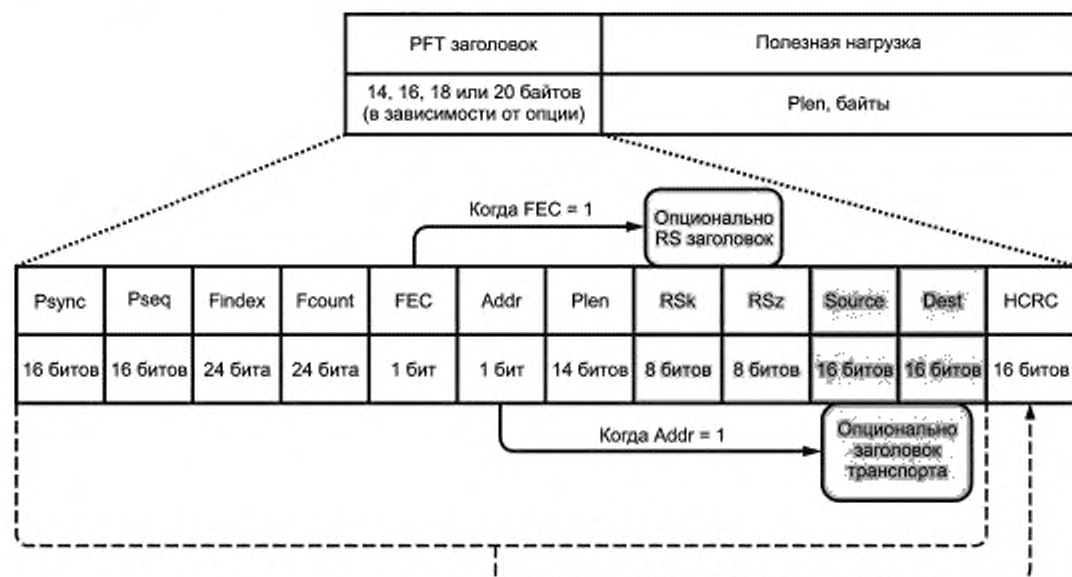 PFT заголовок
Полезная нагрузка
14, 16, 18 или 20 байтов
(в зависимости от опции)
Plen, байты
Когда FEC = 1
Опционально
RS заголовок
Psync Pseq Findex Fcount FEC Addr Plen RSk RSz Source Dest HCRC
16 битов 16 битов 24 бита 24 бита 1 бит 1 бит 14 битов 8 битов 8 битов 16 битов 16 битов 16 битов
Когда Addr = 1
Опционально
заголовок
транспорта